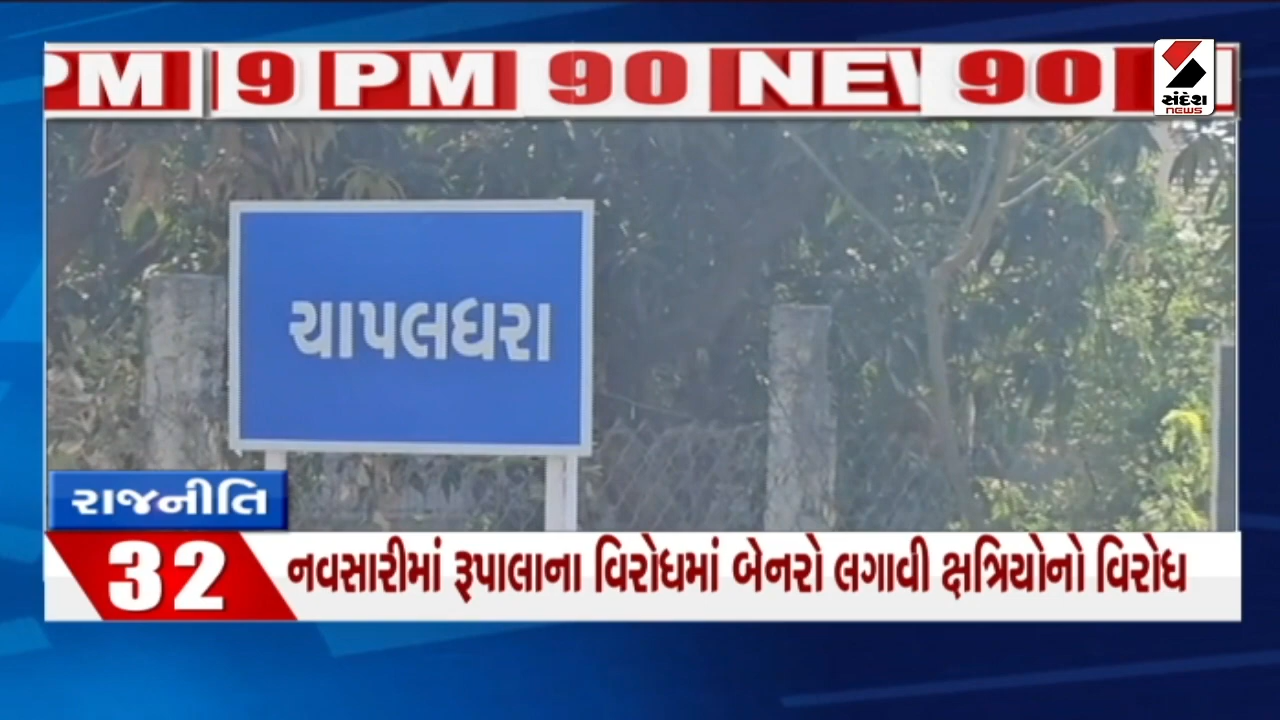 PM 9 PM 90 NEW 90
સંદેશ
NEWS
ચાપલધરા
રાજનીતિ
32 નવસારીમાં રૂપાલાના વિરોધમાં બેનરો લગાવી ક્ષત્રિયોનો વિરોધ